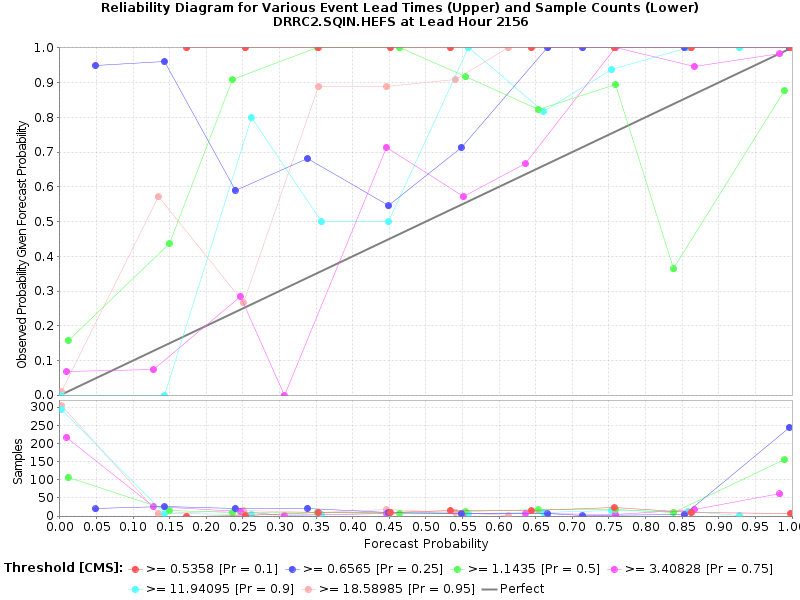 Reliability Diagram for Various Event Lead Times (Upper) and Sample Counts (Lower)
DRRC2.SQIN.HEFS at Lead Hour 2156
Observed Probability Given Forecast Probability
1.0
0.9
0.8
0.7
0.6
0.5
0.4
0.3
0.2
0.1
0.0
Samples
300
250
200
150
100
50
0
0.00 0.05 0.10 0.15 0.20 0.25 0.30 0.35 0.40 0.45 0.50 0.55 0.60 0.65 0.70 0.75 0.80 0.85 0.90 0.95 1.0
Forecast Probability
Threshold [CMS]: >= 0.5358 [Pr = 0.1] >= 0.6565 [Pr = 0.25] >= 1.1435 [Pr = 0.5] >= 3.40828 [Pr = 0.75]
>= 11.94095 [Pr = 0.9] >= 18.58985 [Pr = 0.95] Perfect